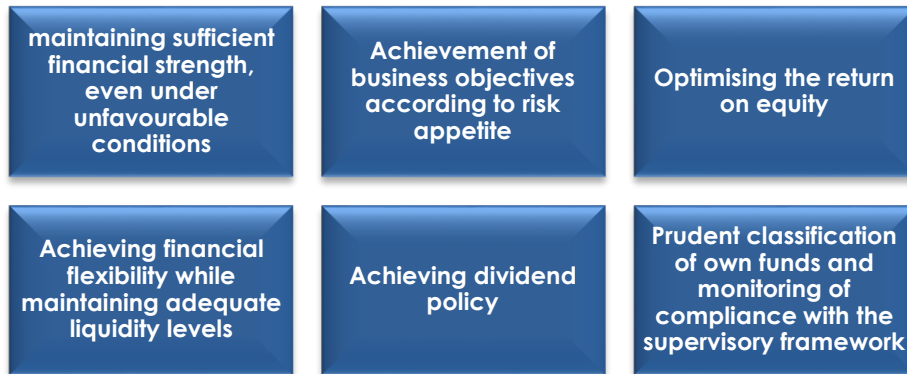 maintaining sufficient
financial strength,
even under
unfavourable
conditions
Achievement of
business objectives
according to risk
appetite
Optimising the return
on equity
Achieving financial
flexibility while
maintaining adequate
liquidity levels
Achieving dividend
policy
Prudent classification
of own funds and
monitoring of
compliance with the
supervisory framework